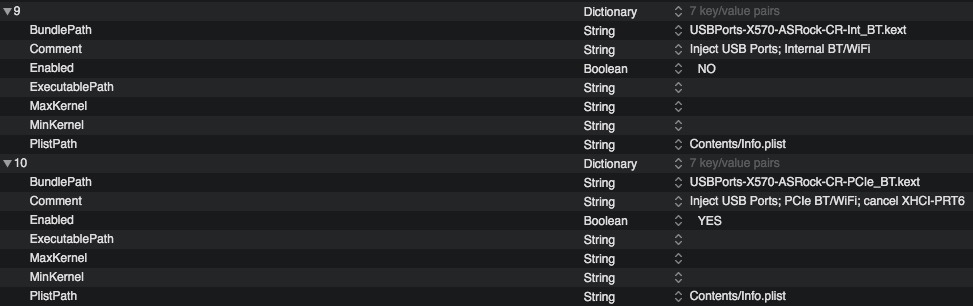 9 Dictionary 7 key/value pairs
BundlePath String USBPorts-X570-ASRock-CR-Int_BT.kext
Comment String Inject USB Ports; Internal BT/WiFi
Enabled Boolean NO
ExecutablePath String
MaxKernel String
MinKernel String
PlistPath String Contents/Info.plist
10 Dictionary 7 key/value pairs
BundlePath String USBPorts-X570-ASRock-CR-PCIe_BT.kext
Comment String Inject USB Ports; PCIe BT/WiFi; cancel XHCI-PRT6
Enabled Boolean YES
ExecutablePath String
MaxKernel String
MinKernel String
PlistPath String Contents/Info.plist